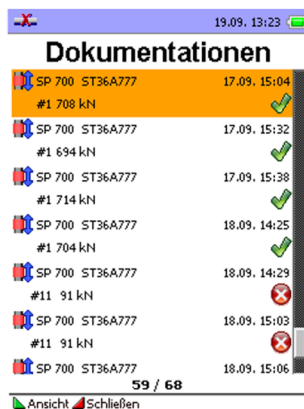 19.09. 13:23
Dokumentationen
SP 700 ST36A777 17.09. 15:04
#1 708 kN
SP 700 ST36A777 17.09. 15:32
#1 694 kN
SP 700 ST36A777 17.09. 15:38
#1 714 kN
SP 700 ST36A777 18.09. 14:25
#1 704 kN
SP 700 ST36A777 18.09. 14:29
#11 91 kN
SP 700 ST36A777 18.09. 15:03
#11 91 kN
SP 700 ST36A777 18.09. 15:06
59 / 68
Ansicht Schließen